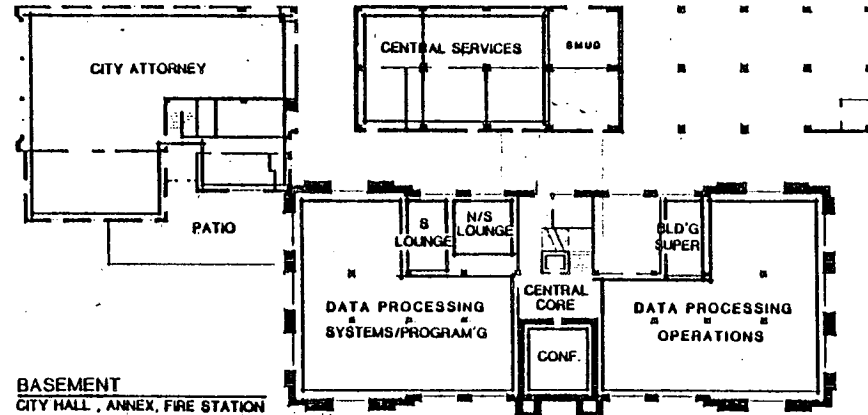 CENTRAL SERVICES
SMUD
CITY ATTORNEY
PATIO
S
LOUNGE
N/S
LOUNGE
BLD'G
SUPER
CENTRAL
CORE
DATA PROCESSING
SYSTEMS/PROGRAM'G
DATA PROCESSING
OPERATIONS
CONF.
BASEMENT
CITY HALL, ANNEX, FIRE STATION